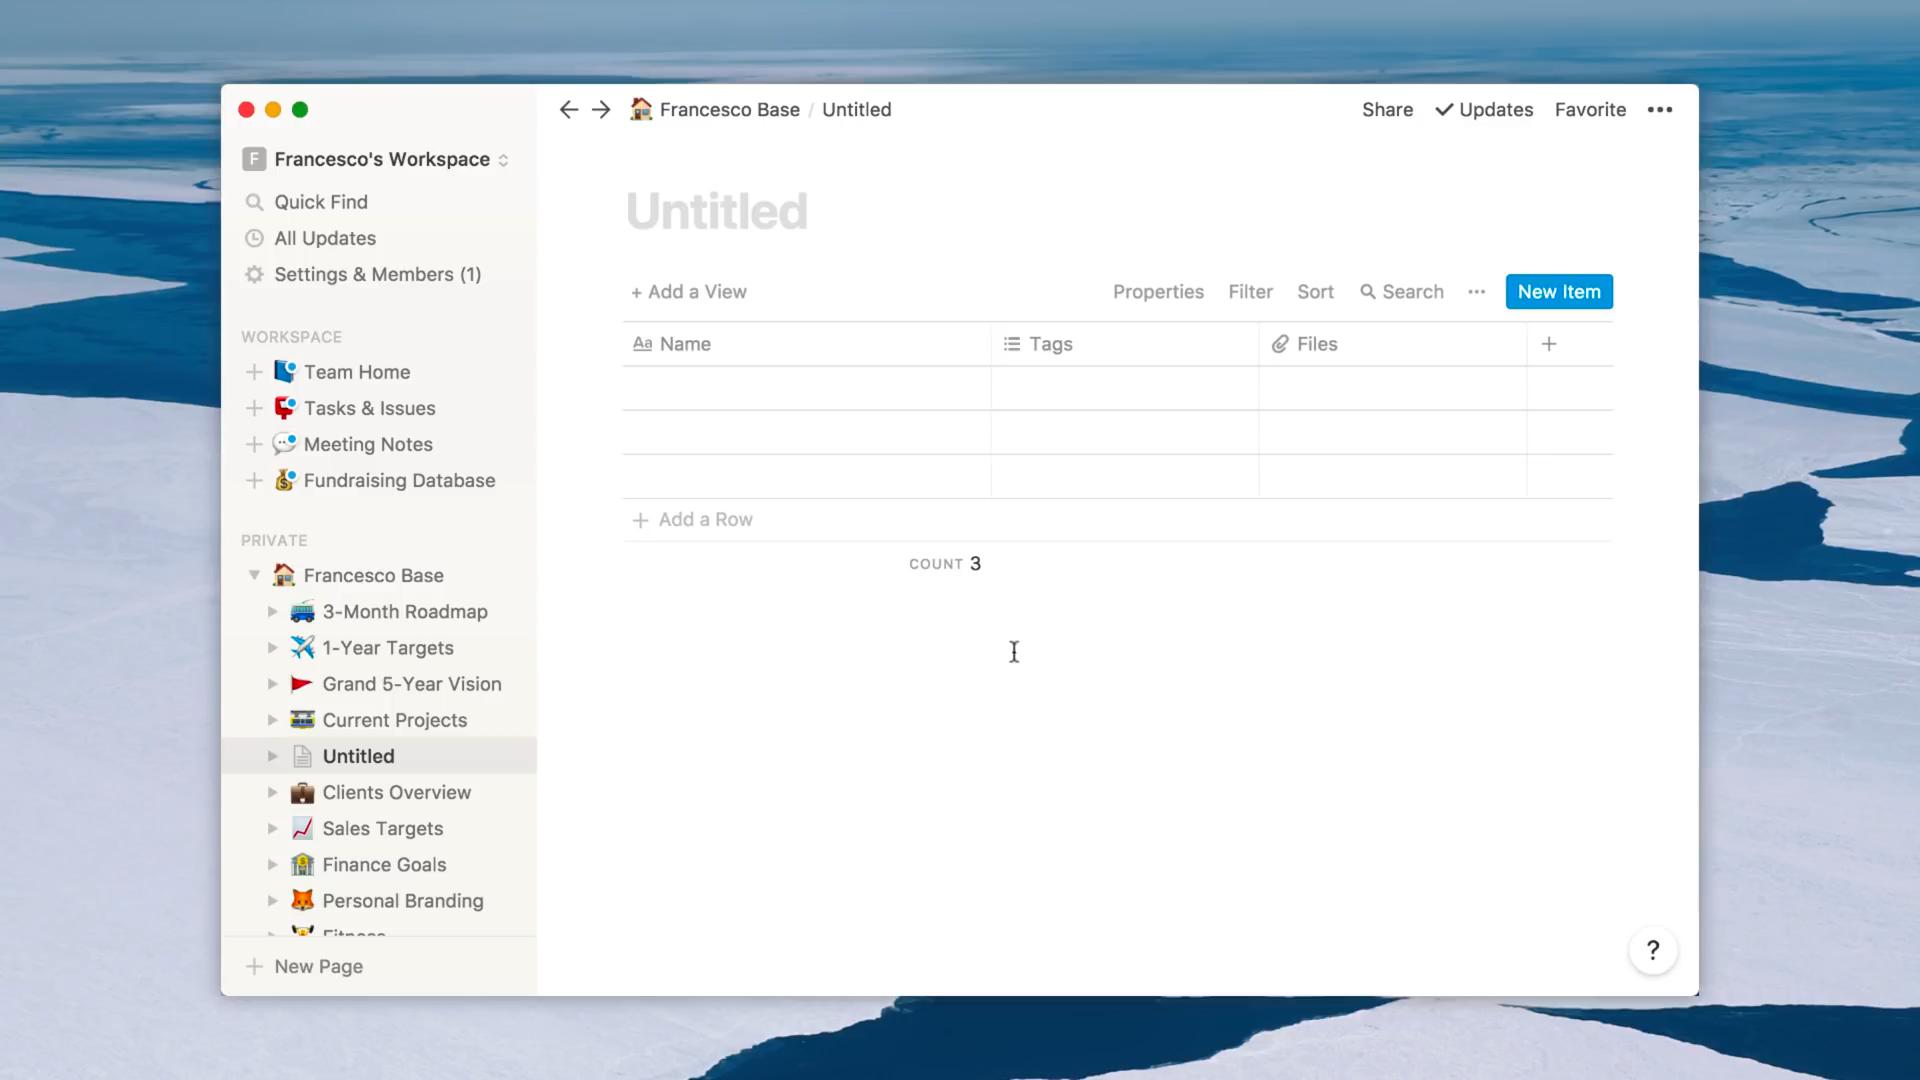 Francesco Base / Untitled
Share
Updates
Favorite
F Francesco's Workspace
Quick Find
All Updates
Settings & Members (1)
WORKSPACE
Team Home
Tasks & Issues
Meeting Notes
Fundraising Database
PRIVATE
Francesco Base
3-Month Roadmap
1-Year Targets
Grand 5-Year Vision
Current Projects
Untitled
Clients Overview
Sales Targets
Finance Goals
Personal Branding
Fitness
+ New Page
Untitled
+ Add a View
Properties
Filter
Sort
Search
New Item
Aa Name
Tags
Files
+
+ Add a Row
COUNT 3
?